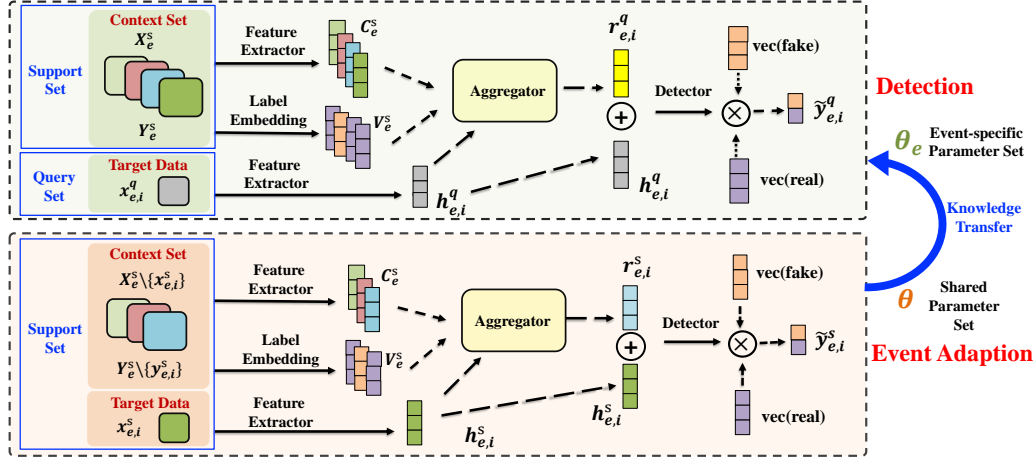 Context Set
X_e^s
Y_e^s
Support
Set
Target Data
x_{e,i}^q
Query
Set
Feature
Extractor
Label
Embedding
Feature
Extractor
C_e^s
V_e^s
h_{e,i}^q
Aggregator
r_{e,i}^q
+
h_{e,i}^q
Detector
vec(fake)
×
ỹ_{e,i}^q
vec(real)
Detection
θ_e
Event-specific
Parameter Set
Knowledge
Transfer
θ
Shared
Parameter
Set
Event Adaption
Context Set
X_e^s\{x_{e,i}^s}
Y_e^s\{y_{e,i}^s}
Support
Set
Target Data
x_{e,i}^s
Feature
Extractor
Label
Embedding
Feature
Extractor
C_e^s
V_e^s
h_{e,i}^s
Aggregator
r_{e,i}^s
+
h_{e,i}^s
Detector
vec(fake)
×
ỹ_{e,i}^s
vec(real)